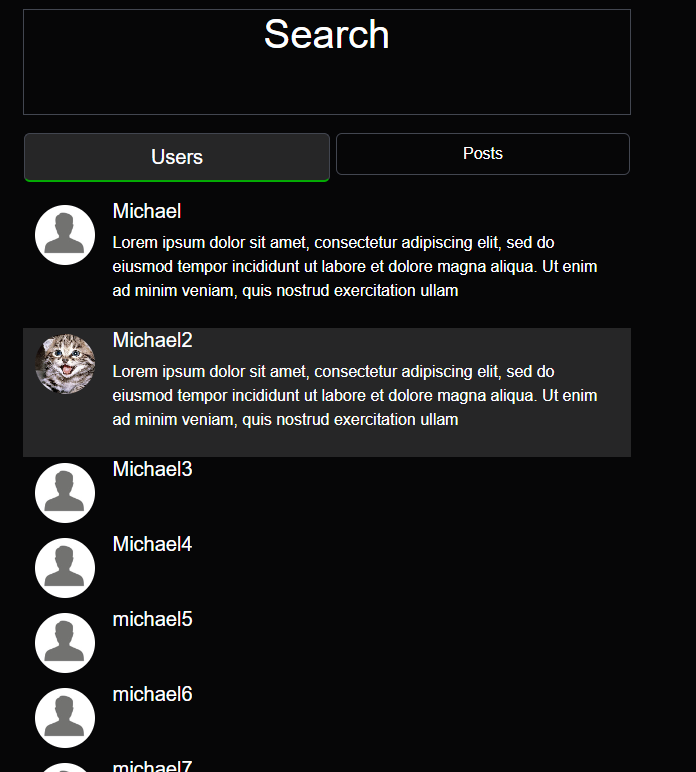 Search
Users
Posts
Michael
Lorem ipsum dolor sit amet, consectetur adipiscing elit, sed do
eiusmod tempor incididunt ut labore et dolore magna aliqua. Ut enim
ad minim veniam, quis nostrud exercitation ullam
Michael2
Lorem ipsum dolor sit amet, consectetur adipiscing elit, sed do
eiusmod tempor incididunt ut labore et dolore magna aliqua. Ut enim
ad minim veniam, quis nostrud exercitation ullam
Michael3
Michael4
michael5
michael6
michael7